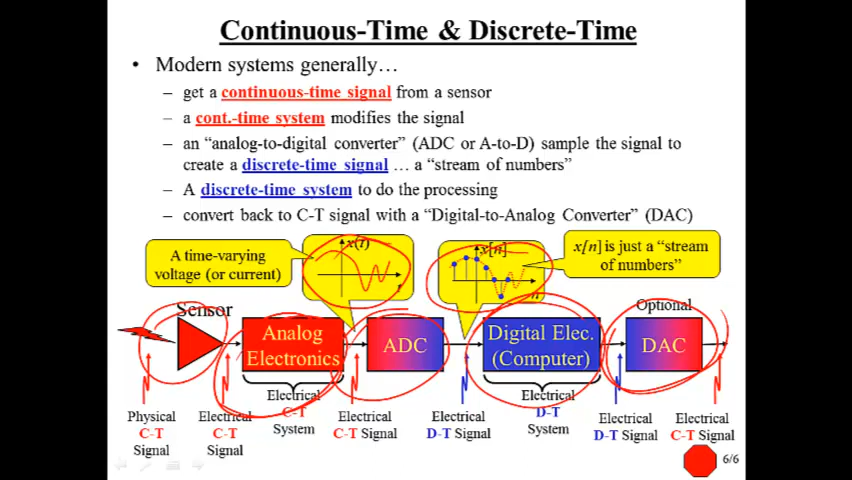 Continuous-Time & Discrete-Time
• Modern systems generally…
– get a continuous-time signal from a sensor
– a cont.-time system modifies the signal
– an “analog-to-digital converter” (ADC or A-to-D) sample the signal to
create a discrete-time signal … a “stream of numbers”
– A discrete-time system to do the processing
– convert back to C-T signal with a “Digital-to-Analog Converter” (DAC)
A time-varying
voltage (or current)
x(t)
t
x[n]
n
x[n] is just a “stream
of numbers”
Sensor
Analog
Electronics
ADC
Digital Elec.
(Computer)
Optional
DAC
Physical
C-T
Signal
Electrical
C-T
Signal
Electrical
C-T
System
Electrical
C-T Signal
Electrical
D-T Signal
Electrical
D-T
System
Electrical
D-T Signal
Electrical
C-T Signal
6/6